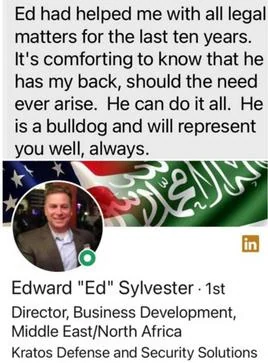 Ed had helped me with all legal
matters for the last ten years.
It's comforting to know that he
has my back, should the need
ever arise.  He can do it all.  He
is a bulldog and will represent
you well, always.
in
Edward "Ed" Sylvester · 1st
Director, Business Development,
Middle East/North Africa
Kratos Defense and Security Solutions